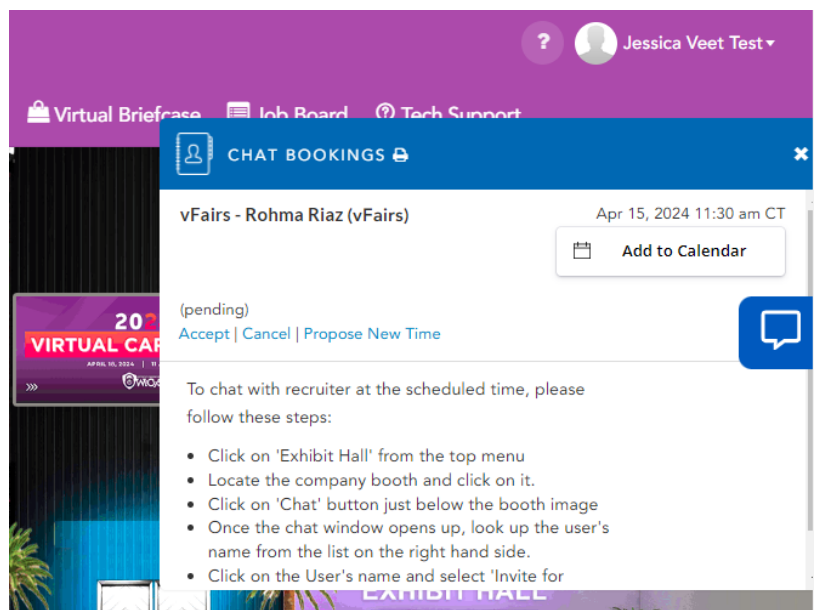 ?
Jessica Veet Test
Virtual Briefcase Job Board ? Tech Support
CHAT BOOKINGS
vFairs - Rohma Riaz (vFairs)
Apr 15, 2024 11:30 am CT
Add to Calendar
(pending)
Accept | Cancel | Propose New Time
202
VIRTUAL CAR
APRIL 10, 2024 | 11
To chat with recruiter at the scheduled time, please
follow these steps:
• Click on 'Exhibit Hall' from the top menu
• Locate the company booth and click on it.
• Click on 'Chat' button just below the booth image
• Once the chat window opens up, look up the user's
name from the list on the right hand side.
• Click on the User's name and select 'Invite for
EXHIBIT HALL